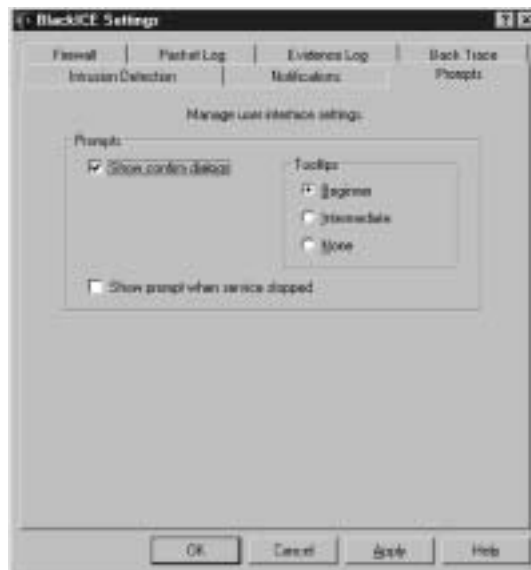 BlackICE Settings
Firewall Packet Log Evidence Log Back Trace
Intrusion Detection Notifications Prompts
Manage user interface settings
Prompts
Show confirm dialogs
Tooltips
Beginner
Intermediate
None
Show prompt when service stopped
OK Cancel Apply Help